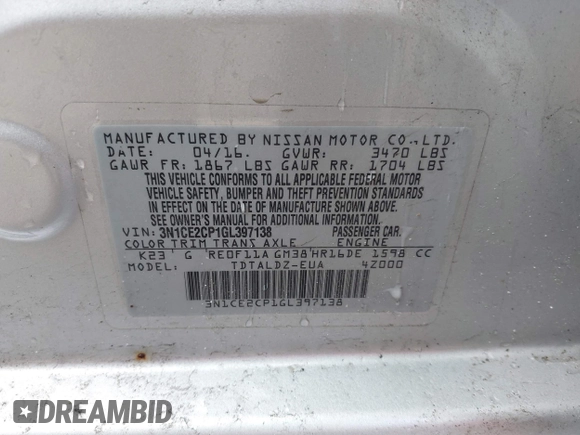 MANUFACTURED BY NISSAN MOTOR CO., LTD.
DATE: 04/16. GVWR: 3470 LBS
GAWR FR: 1867 LBS GAWR RR: 1704 LBS
THIS VEHICLE CONFORMS TO ALL APPLICABLE FEDERAL MOTOR
VEHICLE SAFETY, BUMPER AND THEFT PREVENTION STANDARDS
IN EFFECT ON THE DATE OF MANUFACTURE SHOWN ABOVE.
SEE OWNER'S MANUAL FOR ADDITIONAL INFORMATION.
VIN: 3N1CE2CP1GL397138 PASSENGER CAR.
COLOR TRIM TRANS AXLE ENGINE
K23 G RE0F11A GM38 HR16DE 1598 CC
MODEL: TDTALDZ-EUA 4Z000
3N1CE2CP1GL397138
DREAMBID